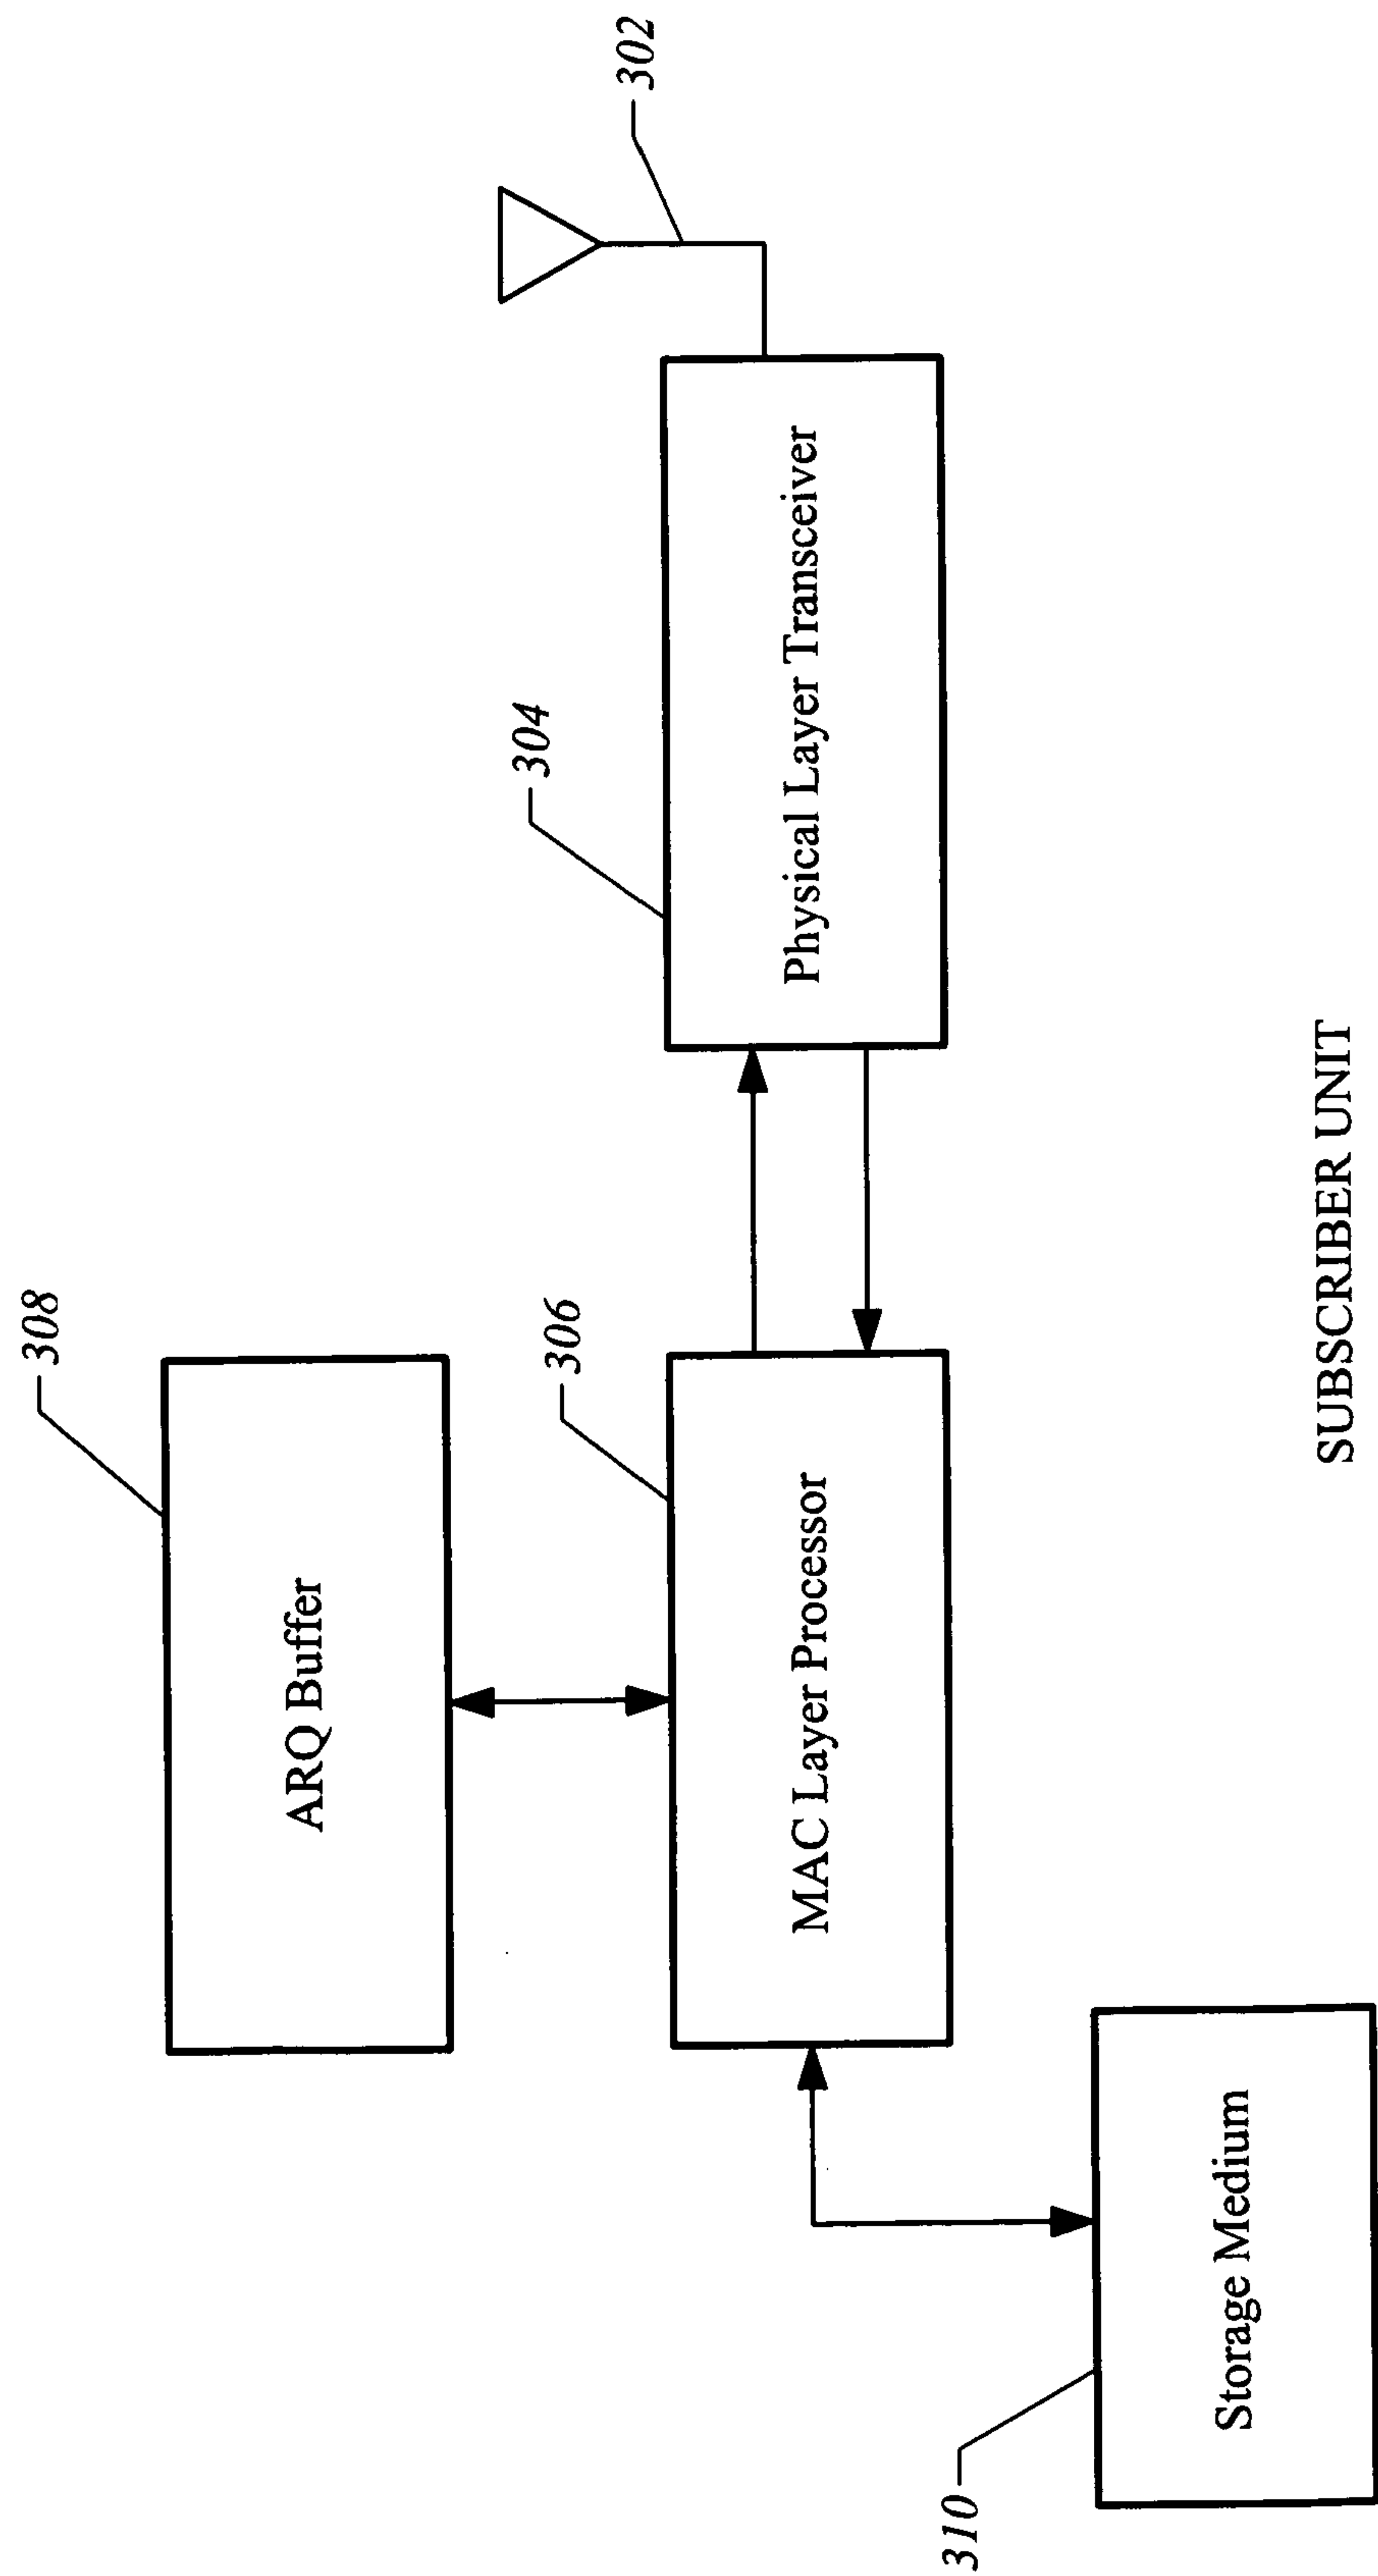 308
ARQ Buffer
302
304
306
MAC Layer Processor
Physical Layer Transceiver
310
Storage Medium
SUBSCRIBER UNIT